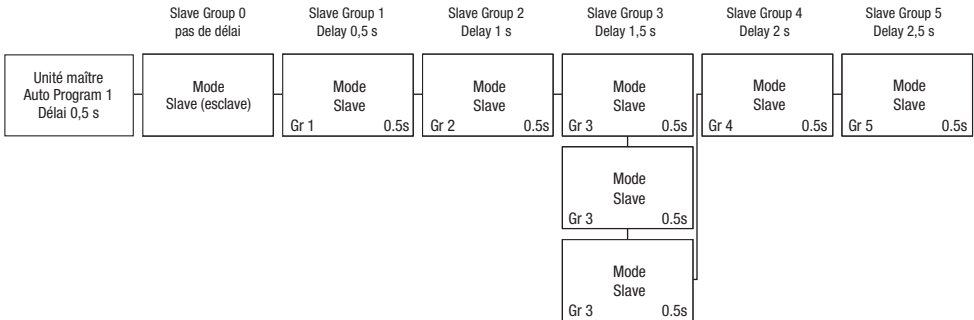 Slave Group 0
pas de délai
Slave Group 1
Delay 0,5 s
Slave Group 2
Delay 1 s
Slave Group 3
Delay 1,5 s
Slave Group 4
Delay 2 s
Slave Group 5
Delay 2,5 s
Unité maître
Auto Program 1
Délai 0,5 s
Mode
Slave (esclave)
Mode
Slave
Gr 1 0.5s
Mode
Slave
Gr 2 0.5s
Mode
Slave
Gr 3 0.5s
Mode
Slave
Gr 4 0.5s
Mode
Slave
Gr 5 0.5s
Mode
Slave
Gr 3 0.5s
Mode
Slave
Gr 3 0.5s